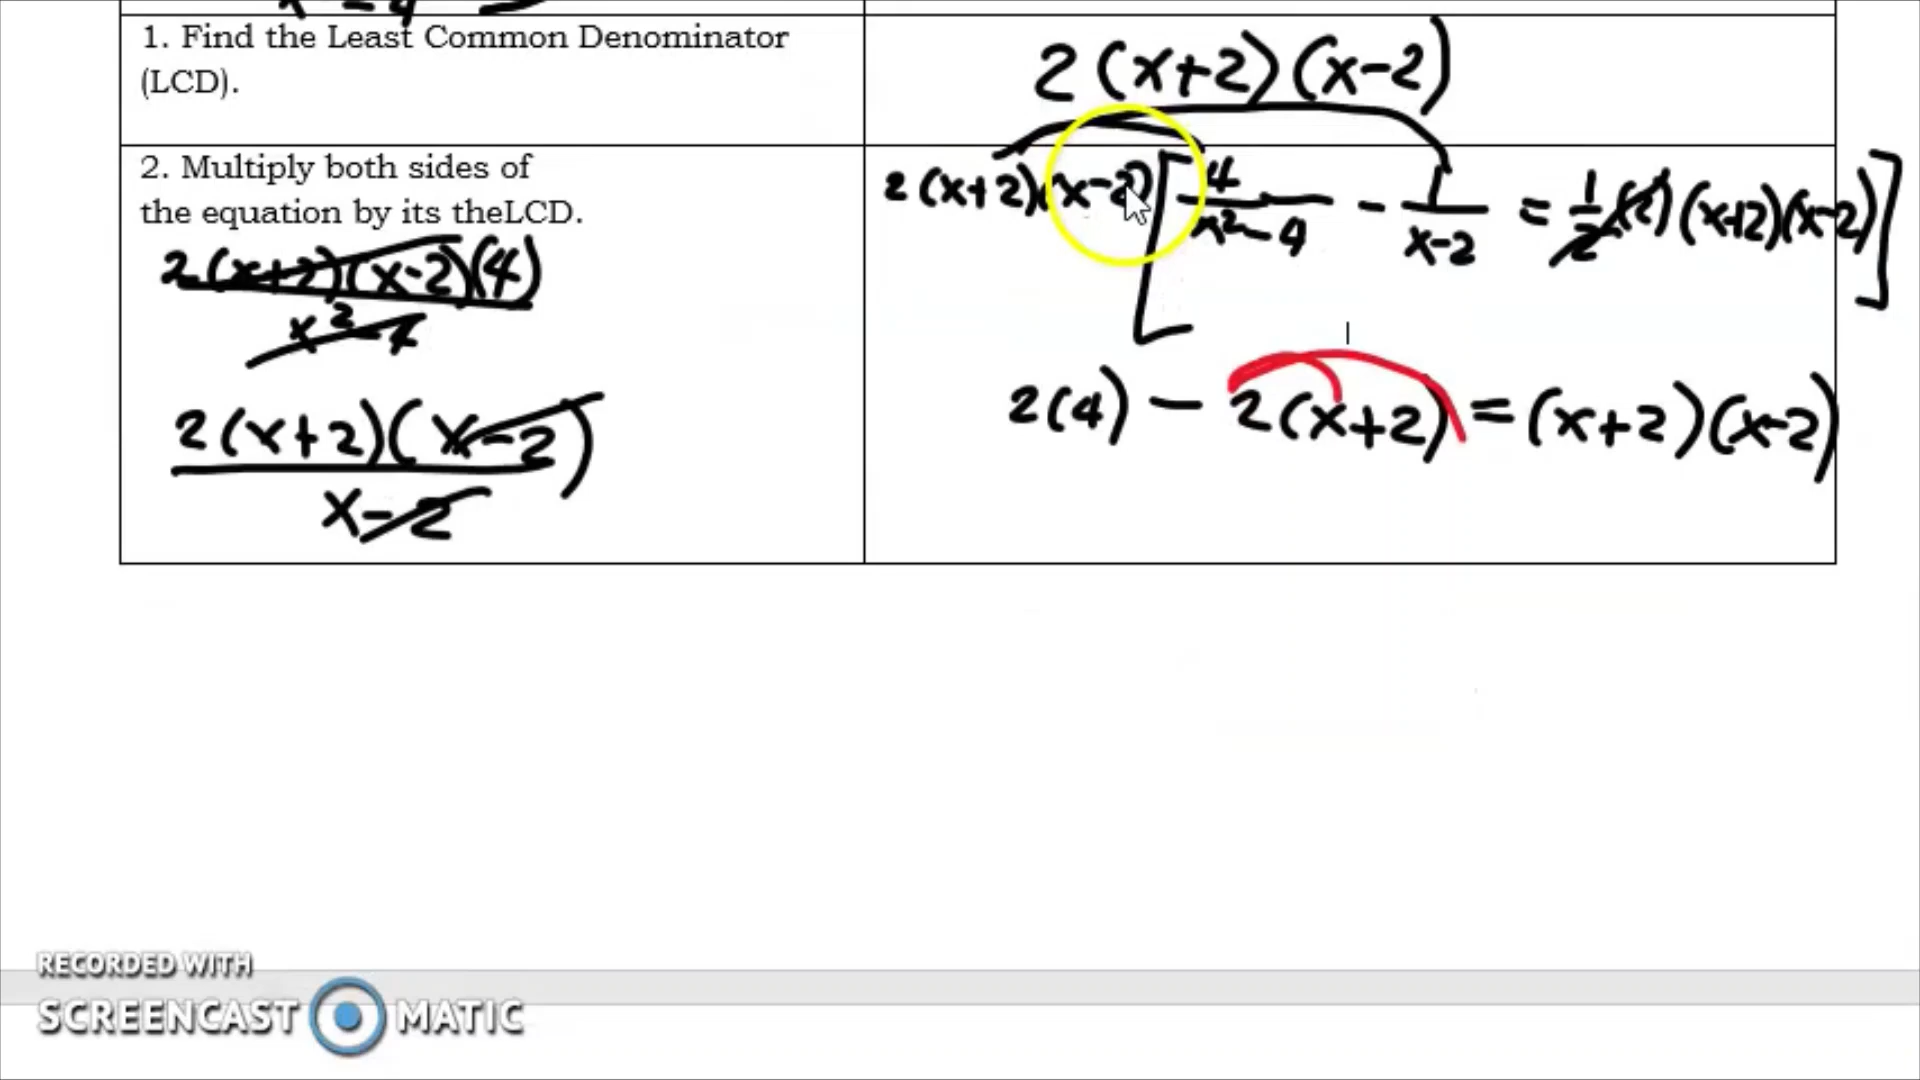 1. Find the Least Common Denominator
(LCD).
2(x+2)(x-2)
2. Multiply both sides of
the equation by its theLCD.
2(x+2)(x-2)(4)
x²-4
2(x+2)(x-2)
x-2
2(x+2)(x-2)[4/x²-4 - 1/x-2 = 1/2(2)(x+2)(x-2)]
2(4) - 2(x+2) = (x+2)(x-2)
RECORDED WITH
SCREENCAST MATIC